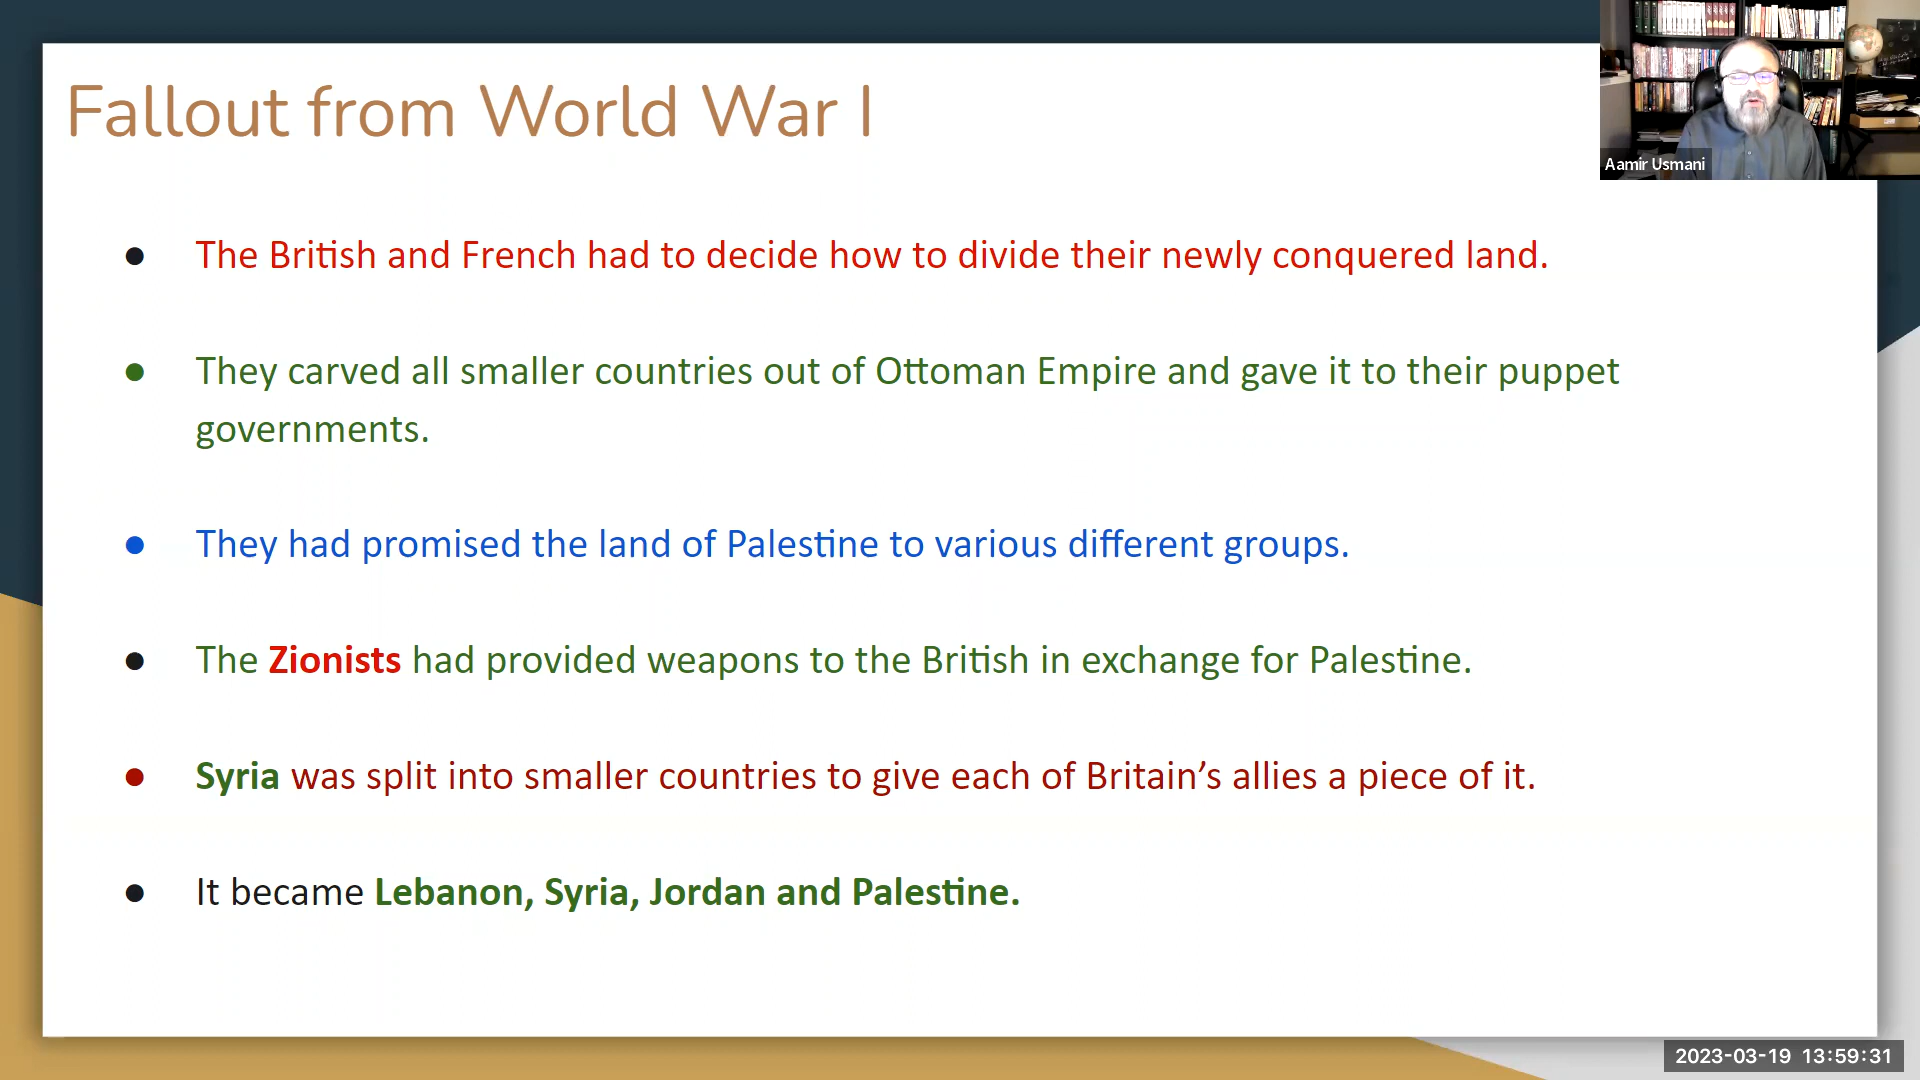 Fallout from World War I
Aamir Usmani
● The British and French had to decide how to divide their newly conquered land.
● They carved all smaller countries out of Ottoman Empire and gave it to their puppet
governments.
● They had promised the land of Palestine to various different groups.
● The Zionists had provided weapons to the British in exchange for Palestine.
● Syria was split into smaller countries to give each of Britain’s allies a piece of it.
● It became Lebanon, Syria, Jordan and Palestine.
2023-03-19 13:59:31